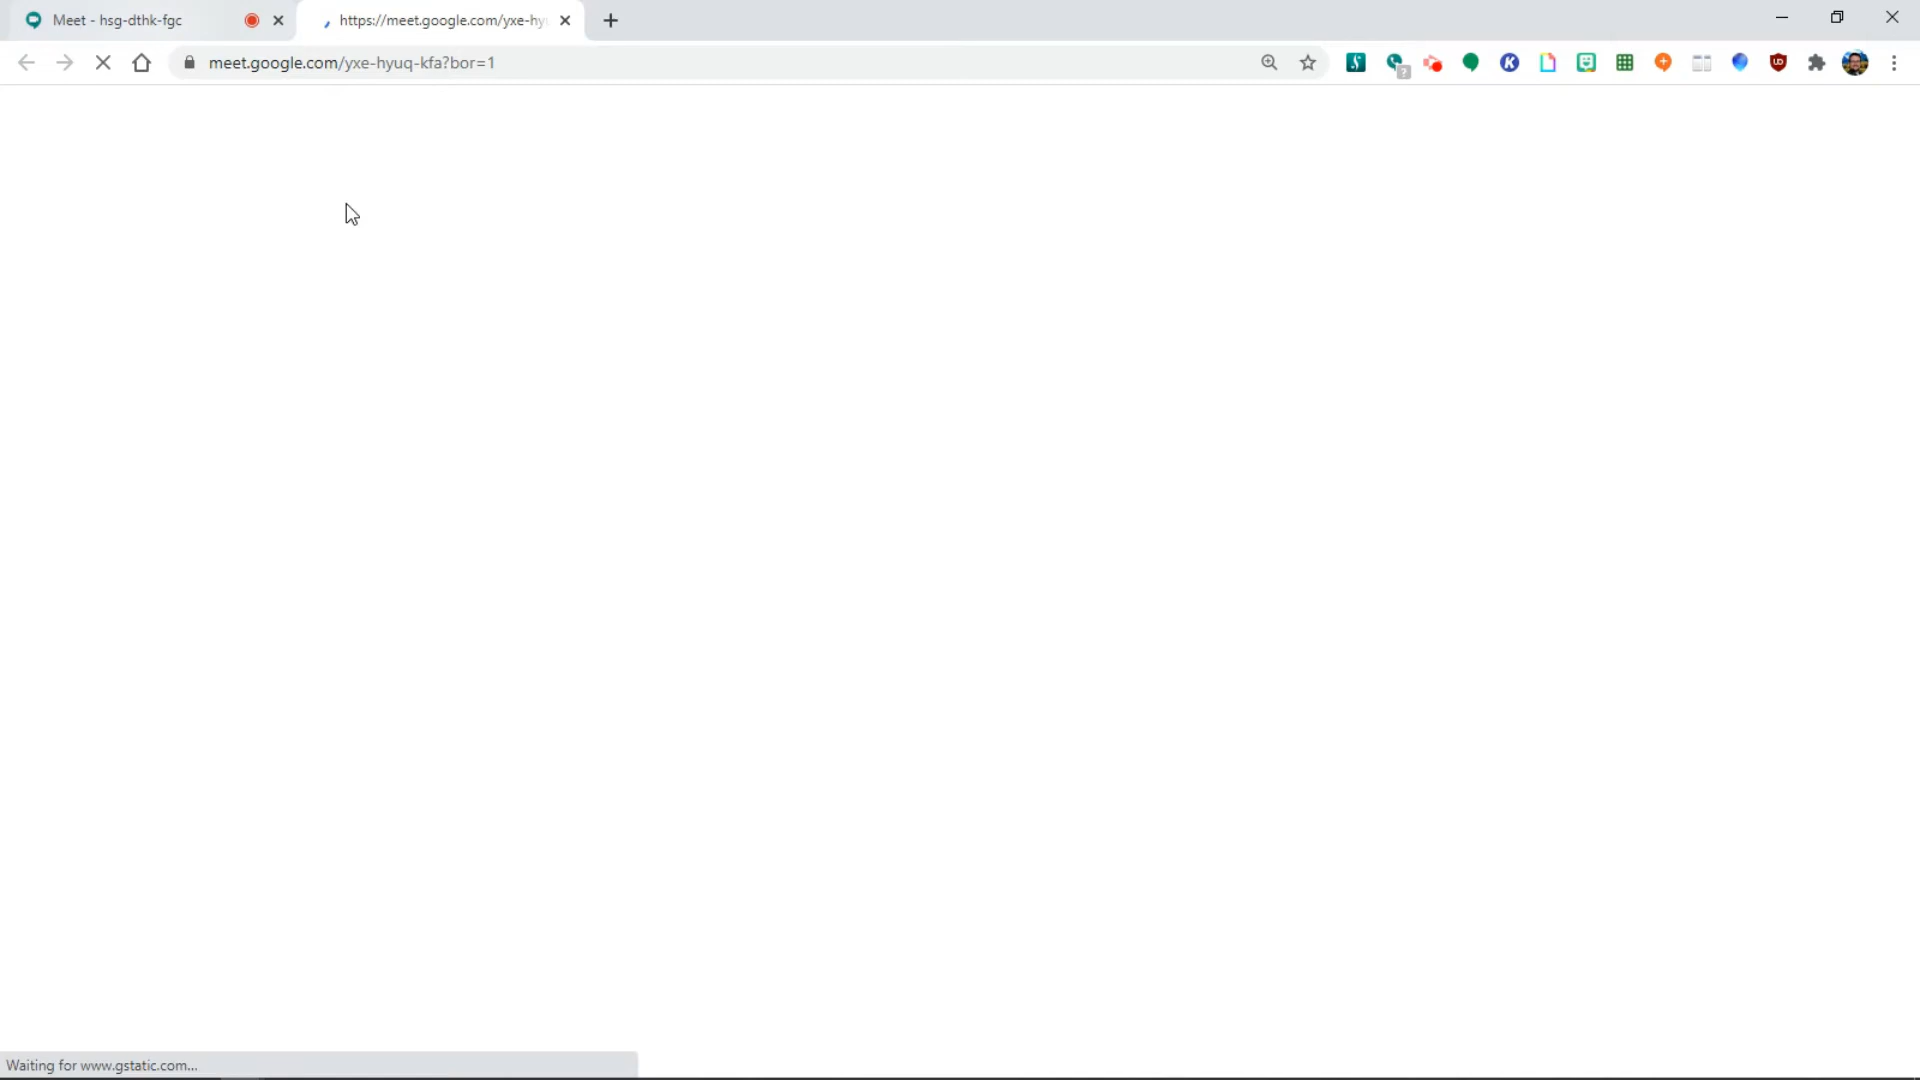 Meet - hsg-dthk-fgc
https://meet.google.com/yxe-hyu
meet.google.com/yxe-hyuq-kfa?bor=1
Waiting for www.gstatic.com...